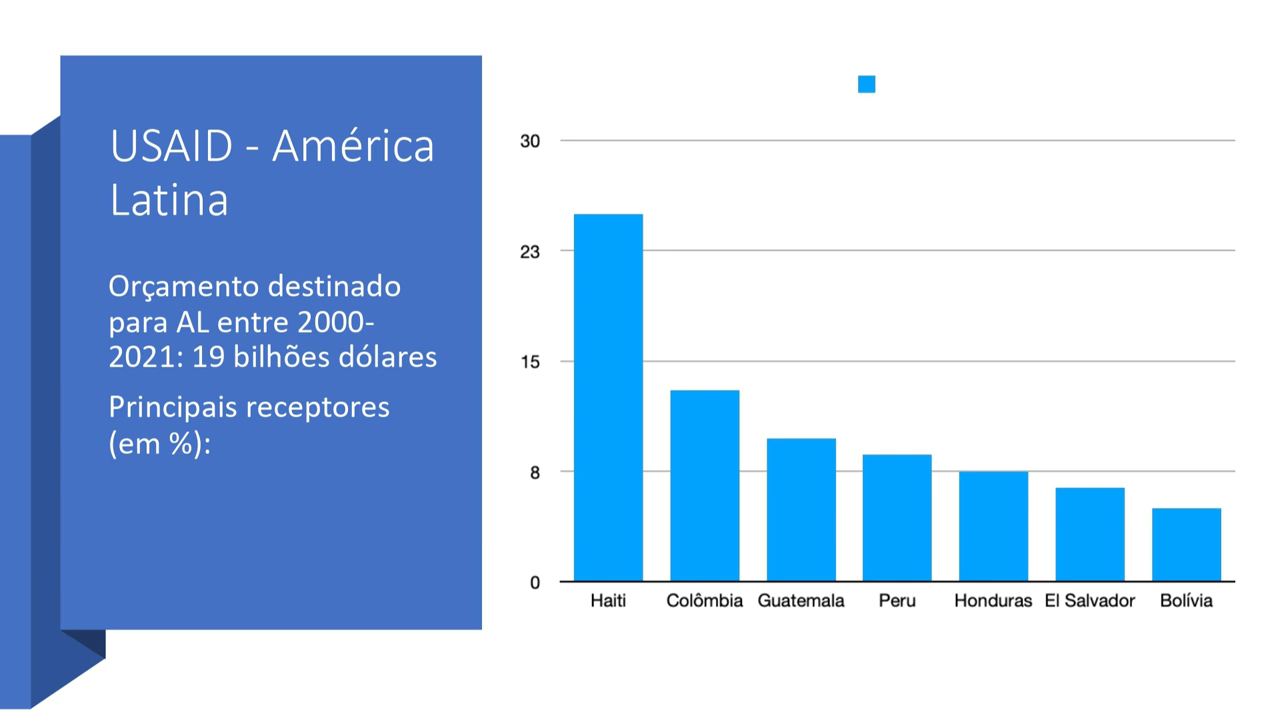 USAID - América
Latina
Orçamento destinado
para AL entre 2000-
2021: 19 bilhões dólares
Principais receptores
(em %):
30
23
15
8
0
Haiti Colômbia Guatemala Peru Honduras El Salvador Bolívia